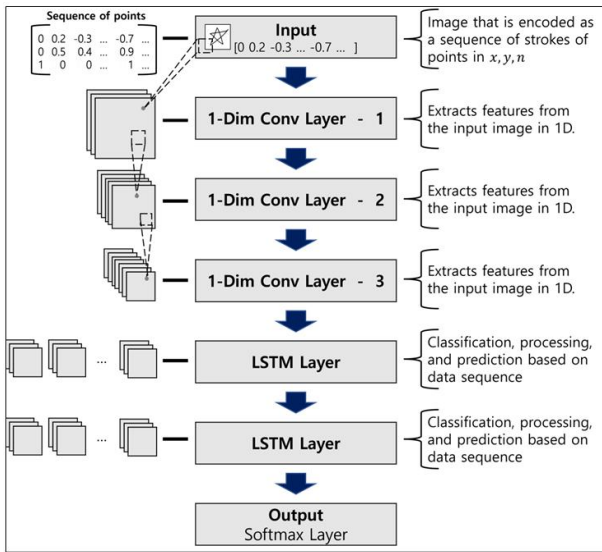 Sequence of points
0 0.2 -0.3 ... -0.7 ...
0 0.5 0.4 ... 0.9 ...
1 0 0 ... 1 ...
Input
[0 0.2 -0.3 ... -0.7 ... ]
Image that is encoded as
a sequence of strokes of
points in x, y, n
1-Dim Conv Layer - 1
Extracts features from
the input image in 1D.
1-Dim Conv Layer - 2
Extracts features from
the input image in 1D.
1-Dim Conv Layer - 3
Extracts features from
the input image in 1D.
...
LSTM Layer
Classification, processing,
and prediction based on
data sequence
...
LSTM Layer
Classification, processing,
and prediction based on
data sequence
Output
Softmax Layer